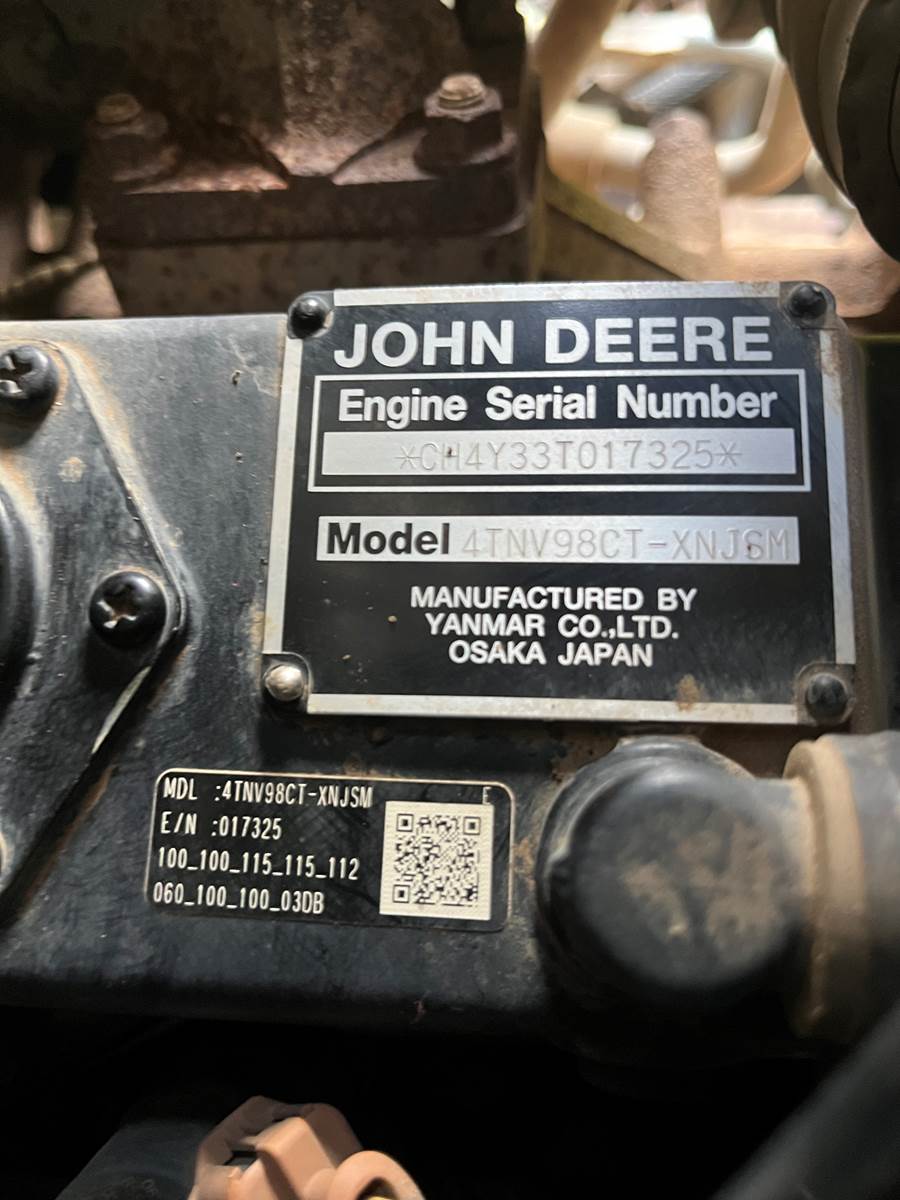 JOHN DEERE
Engine Serial Number
*CH4Y33T017325*
Model 4TNV98CT-XNJSM
MANUFACTURED BY
YANMAR CO.,LTD.
OSAKA JAPAN
MDL :4TNV98CT-XNJSM E
E/N :017325
100_100_115_115_112
060_100_100_03DB